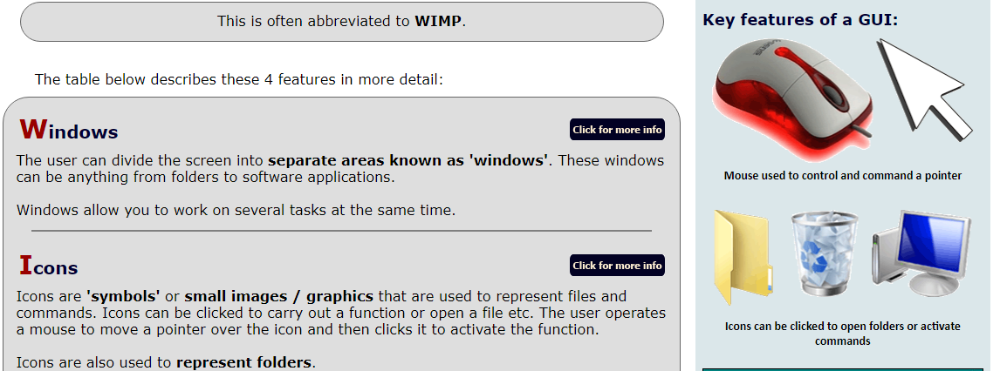 This is often abbreviated to WIMP.
The table below describes these 4 features in more detail:
Windows
Click for more info
The user can divide the screen into separate areas known as 'windows'. These windows
can be anything from folders to software applications.
Windows allow you to work on several tasks at the same time.
Icons
Click for more info
Icons are 'symbols' or small images / graphics that are used to represent files and
commands. Icons can be clicked to carry out a function or open a file etc. The user operates
a mouse to move a pointer over the icon and then clicks it to activate the function.
Icons are also used to represent folders.
Key features of a GUI:
Mouse used to control and command a pointer
Icons can be clicked to open folders or activate
commands